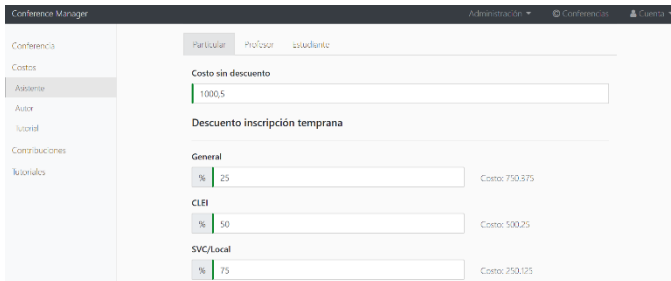 Conference Manager
Administración
Conferencias
Cuenta
Conferencia
Costos
Asistente
Autor
Tutorial
Contribuciones
Tutoriales
Particular
Profesor
Estudiante
Costo sin descuento
1000,5
Descuento inscripción temprana
General
% 25
Costo: 750.375
CLEI
% 50
Costo: 500.25
SVC/Local
% 75
Costo: 250.125